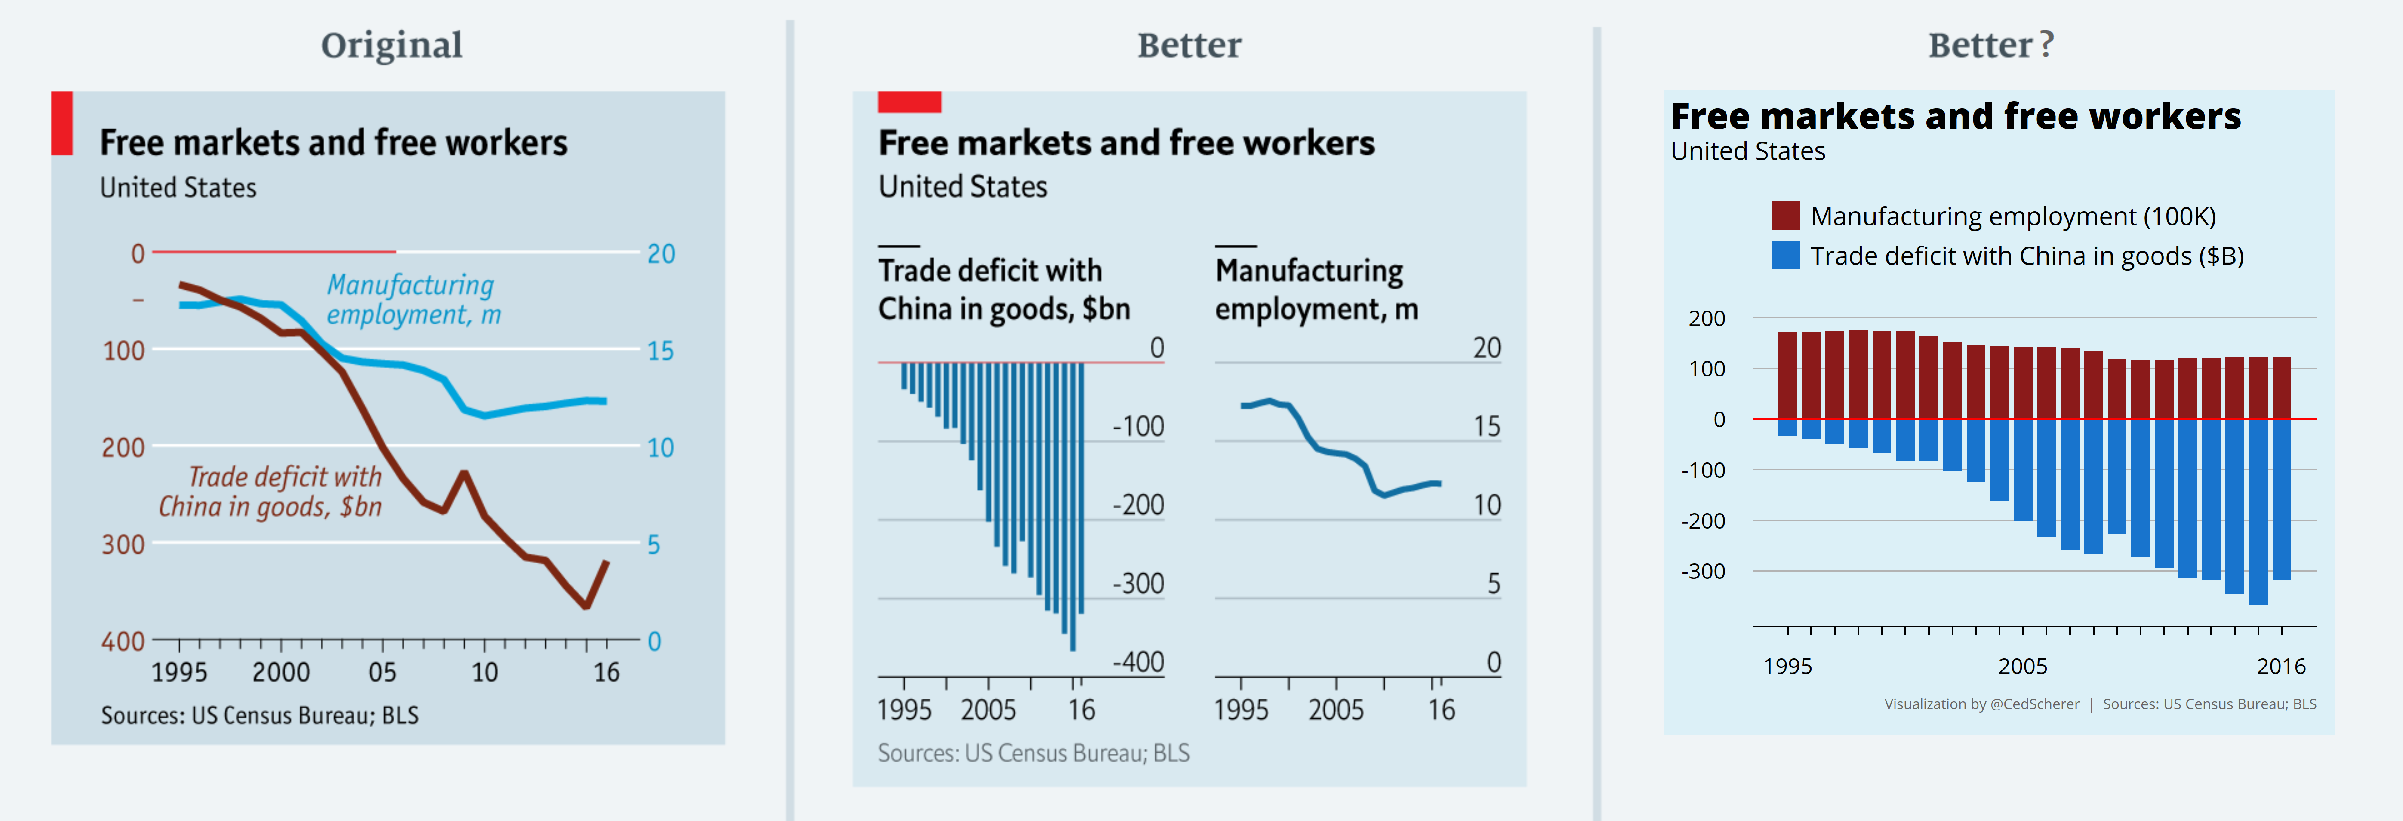 Original
Free markets and free workers
United States
0
–
100
200
300
400
20
15
10
5
0
Manufacturing
employment, m
Trade deficit with
China in goods, $bn
1995 2000 05 10 16
Sources: US Census Bureau; BLS
Better
Free markets and free workers
United States
Trade deficit with
China in goods, $bn
0
-100
-200
-300
-400
1995 2005 16
Manufacturing
employment, m
20
15
10
5
0
1995 2005 16
Sources: US Census Bureau; BLS
Better?
Free markets and free workers
United States
Manufacturing employment (100K)
Trade deficit with China in goods ($B)
200
100
0
-100
-200
-300
1995 2005 2016
Visualization by @CedScherer | Sources: US Census Bureau; BLS